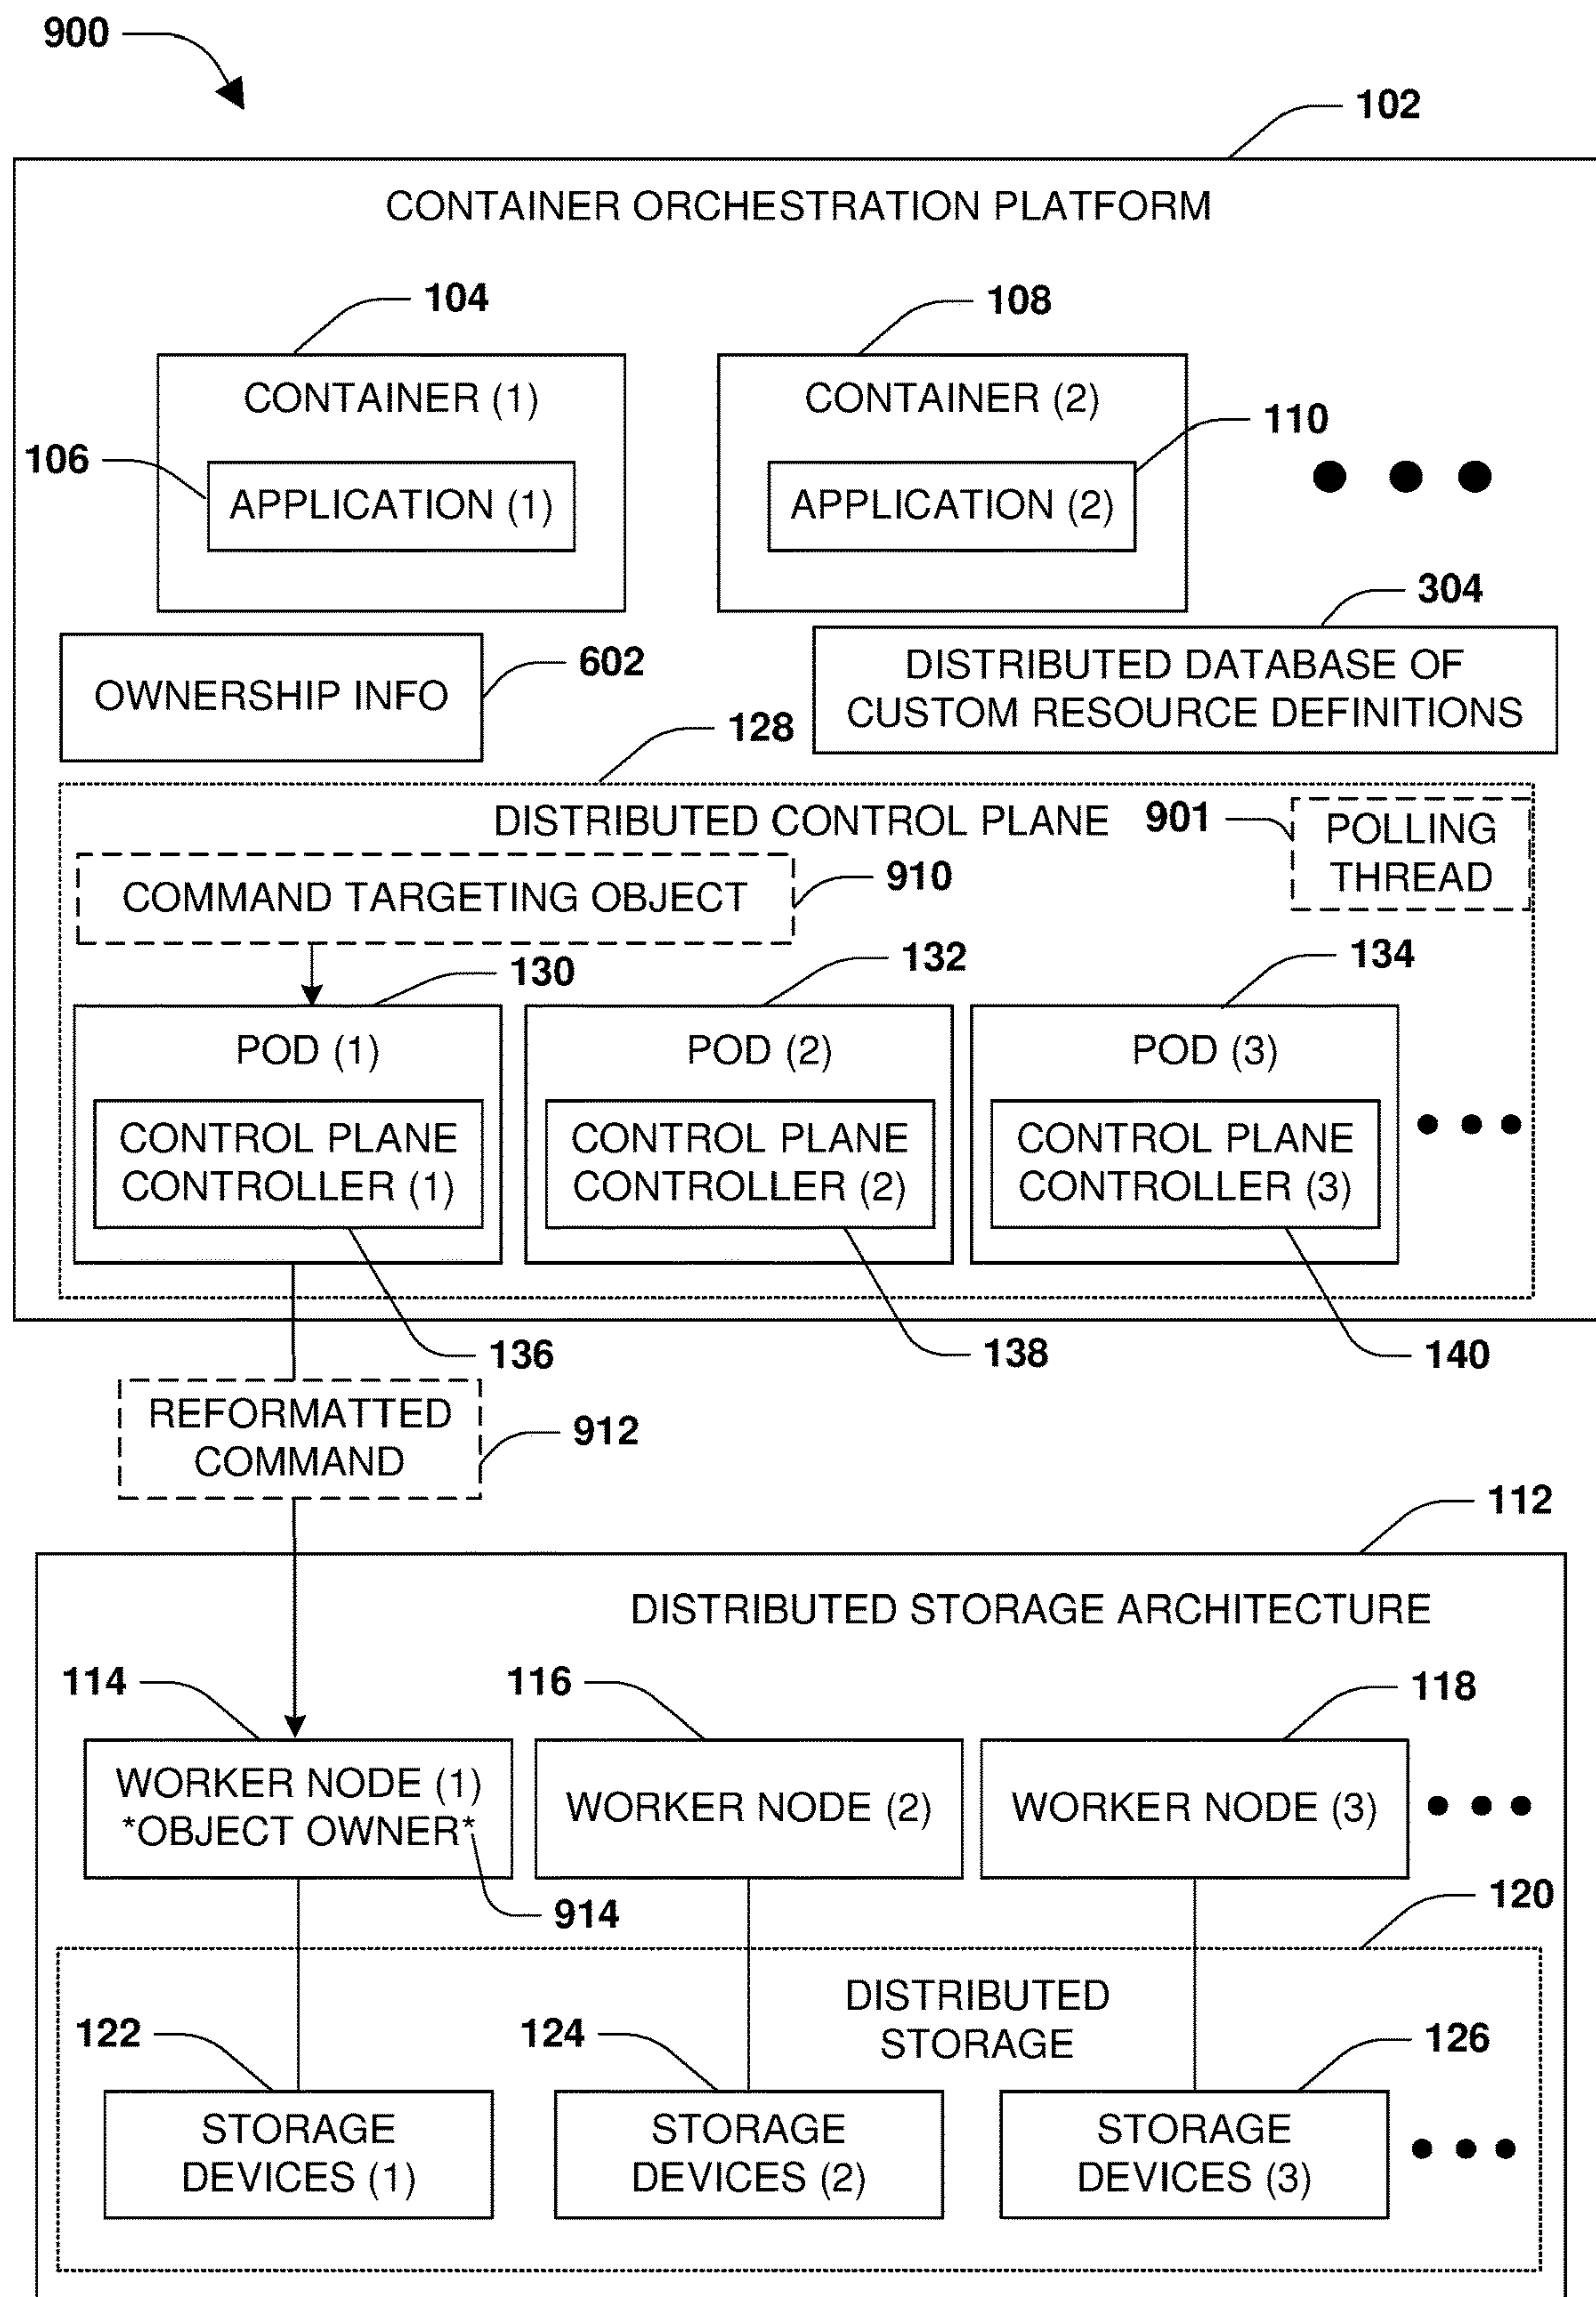 900
102
CONTAINER ORCHESTRATION PLATFORM
104
108
CONTAINER (1)
CONTAINER (2)
110
106
APPLICATION (1)
APPLICATION (2)
304
602
OWNERSHIP INFO
DISTRIBUTED DATABASE OF
CUSTOM RESOURCE DEFINITIONS
128
DISTRIBUTED CONTROL PLANE
901
POLLING
THREAD
COMMAND TARGETING OBJECT
910
130
132
134
POD (1)
POD (2)
POD (3)
CONTROL PLANE
CONTROLLER (1)
CONTROL PLANE
CONTROLLER (2)
CONTROL PLANE
CONTROLLER (3)
136
138
140
REFORMATTED
COMMAND
912
112
DISTRIBUTED STORAGE ARCHITECTURE
114
116
118
WORKER NODE (1)
*OBJECT OWNER*
WORKER NODE (2)
WORKER NODE (3)
914
120
DISTRIBUTED
STORAGE
122
124
126
STORAGE
DEVICES (1)
STORAGE
DEVICES (2)
STORAGE
DEVICES (3)